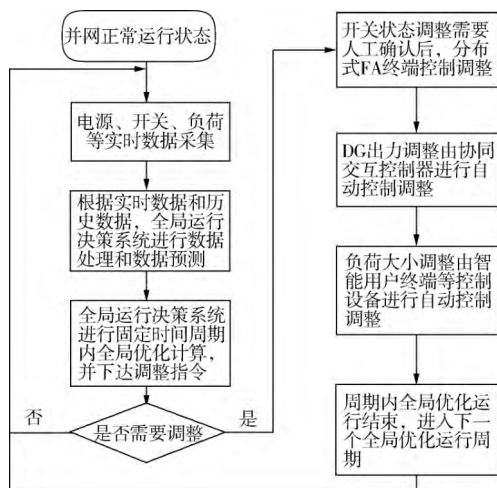 并网正常运行状态
电源、开关、负荷
等实时数据采集
根据实时数据和历
史数据，全局运行
决策系统进行数据
处理和数据预测
全局运行决策系统
进行固定时间周期
内全局优化计算，
并下达调整指令
否
是否需要调整
是
开关状态调整需要
人工确认后，分布
式FA终端控制调整
DG出力调整由协同
交互控制器进行自
动控制调整
负荷大小调整由智
能用户终端等控制
设备进行自动控制
调整
周期内全局优化运
行结束，进入下一
个全局优化运行周
期